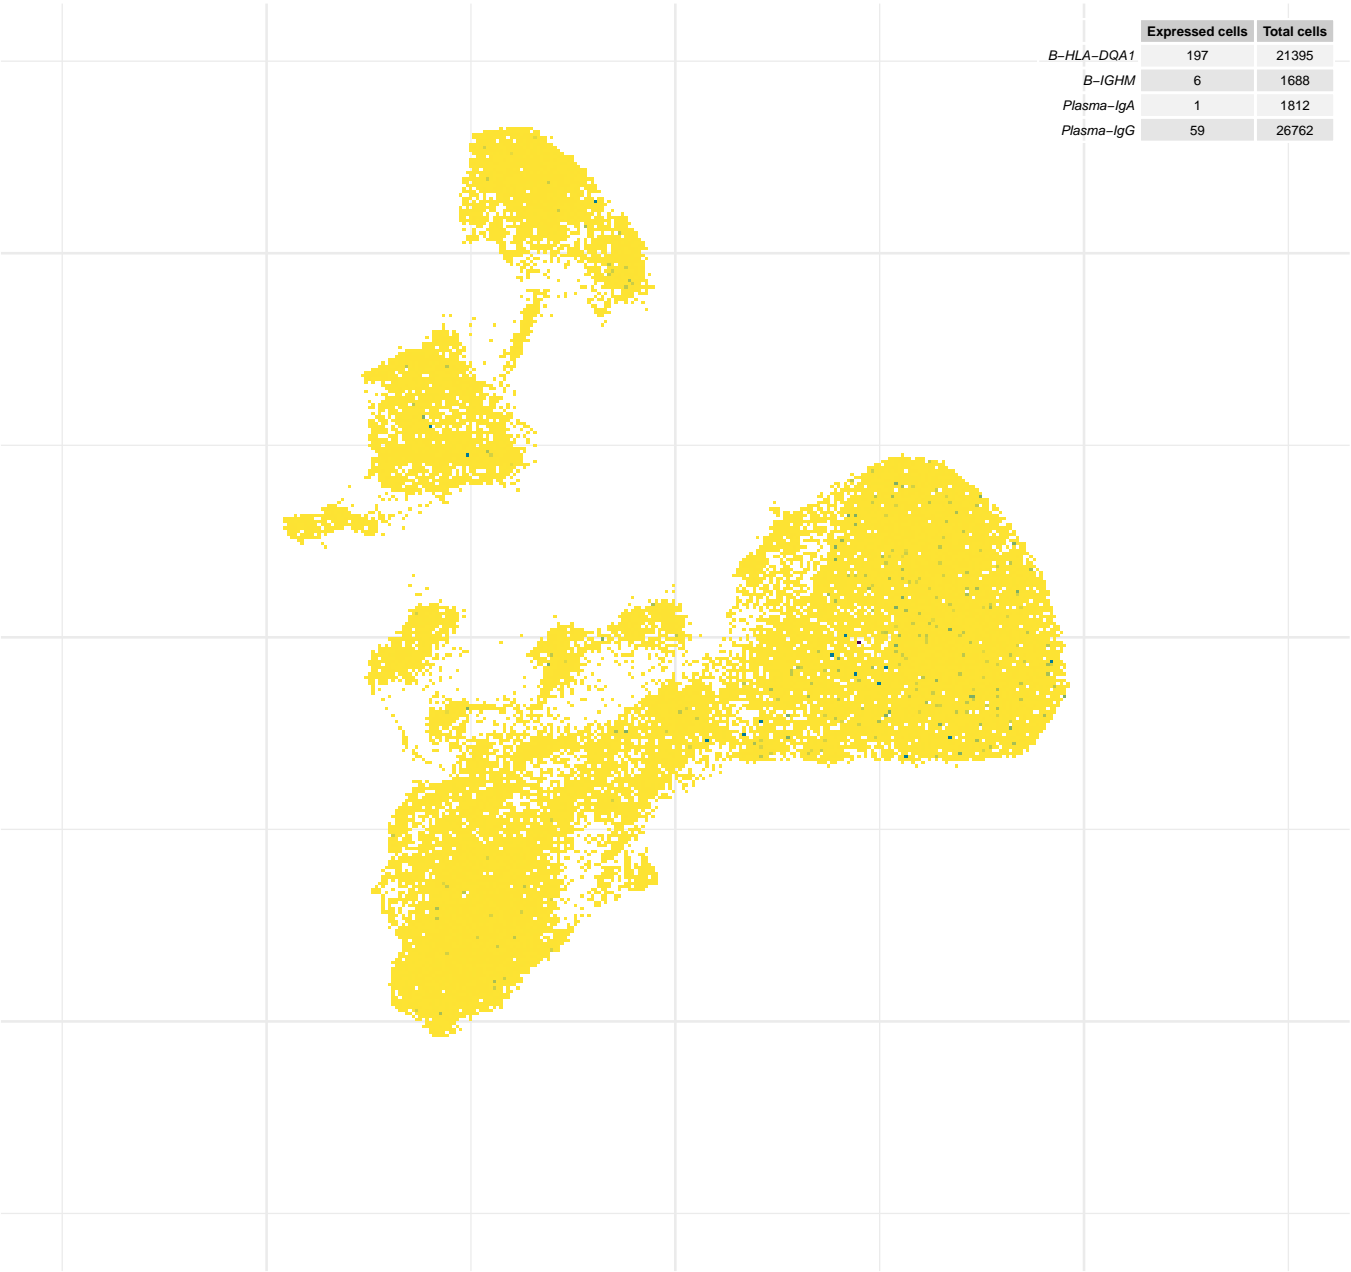 Expressed cells Total cells
B−HLA−DQA1 197 21395
B−IGHM 6 1688
Plasma−IgA 1 1812
Plasma−IgG 59 26762